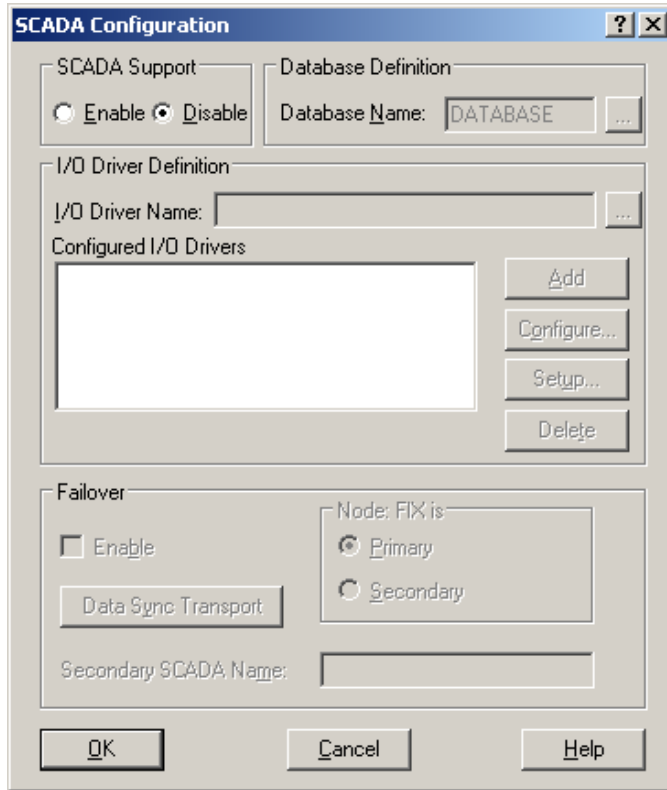 SCADA Configuration
SCADA Support
Enable Disable
Database Definition
Database Name: DATABASE ...
I/O Driver Definition
I/O Driver Name: ...
Configured I/O Drivers
Add
Configure...
Setup...
Delete
Failover
Enable
Node: FIX is
Primary
Secondary
Data Sync Transport
Secondary SCADA Name:
OK Cancel Help